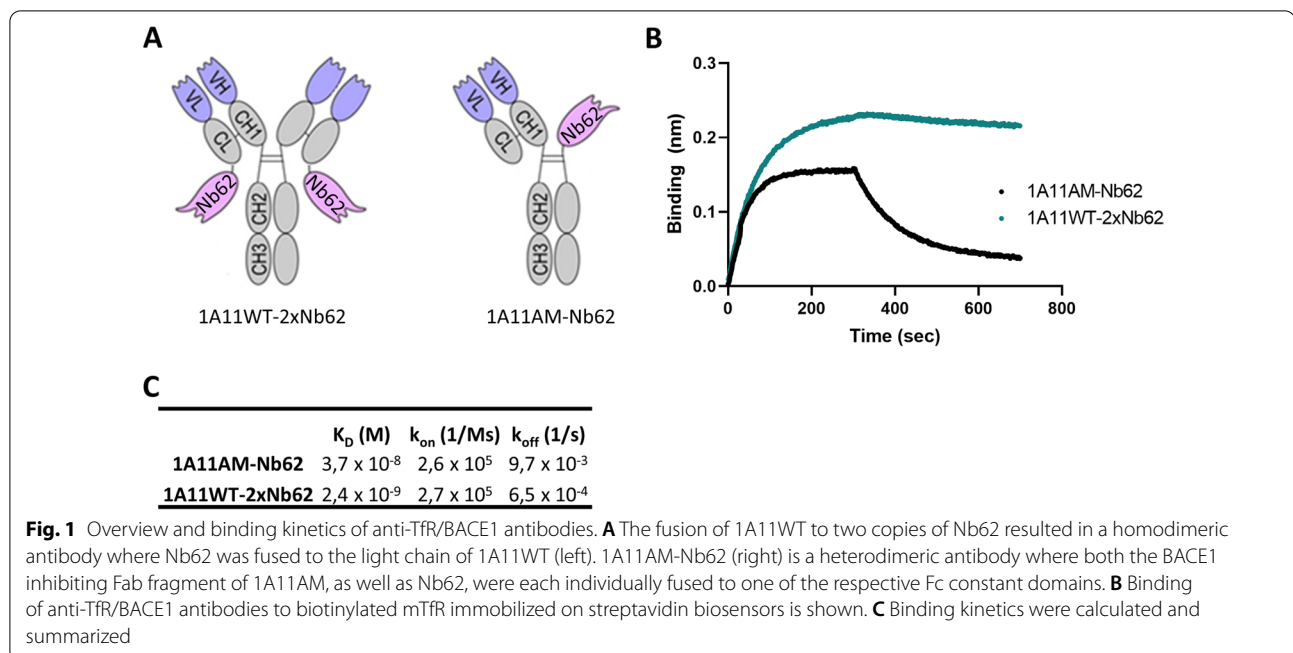 A
VL
VH
CL
CH1
Nb62
Nb62
CH2
CH3
1A11WT-2xNb62
VL
VH
CL
CH1
Nb62
CH2
CH3
1A11AM-Nb62
B
0.3
0.2
0.1
0.0
Binding (nm)
0 200 400 600 800
Time (sec)
1A11AM-Nb62
1A11WT-2xNb62
C
K_D (M) k_on (1/Ms) k_off (1/s)
1A11AM-Nb62 3,7 x 10^-8 2,6 x 10^5 9,7 x 10^-3
1A11WT-2xNb62 2,4 x 10^-9 2,7 x 10^5 6,5 x 10^-4
Fig. 1 Overview and binding kinetics of anti-TfR/BACE1 antibodies. A The fusion of 1A11WT to two copies of Nb62 resulted in a homodimeric
antibody where Nb62 was fused to the light chain of 1A11WT (left). 1A11AM-Nb62 (right) is a heterodimeric antibody where both the BACE1
inhibiting Fab fragment of 1A11AM, as well as Nb62, were each individually fused to one of the respective Fc constant domains. B Binding
of anti-TfR/BACE1 antibodies to biotinylated mTfR immobilized on streptavidin biosensors is shown. C Binding kinetics were calculated and
summarized